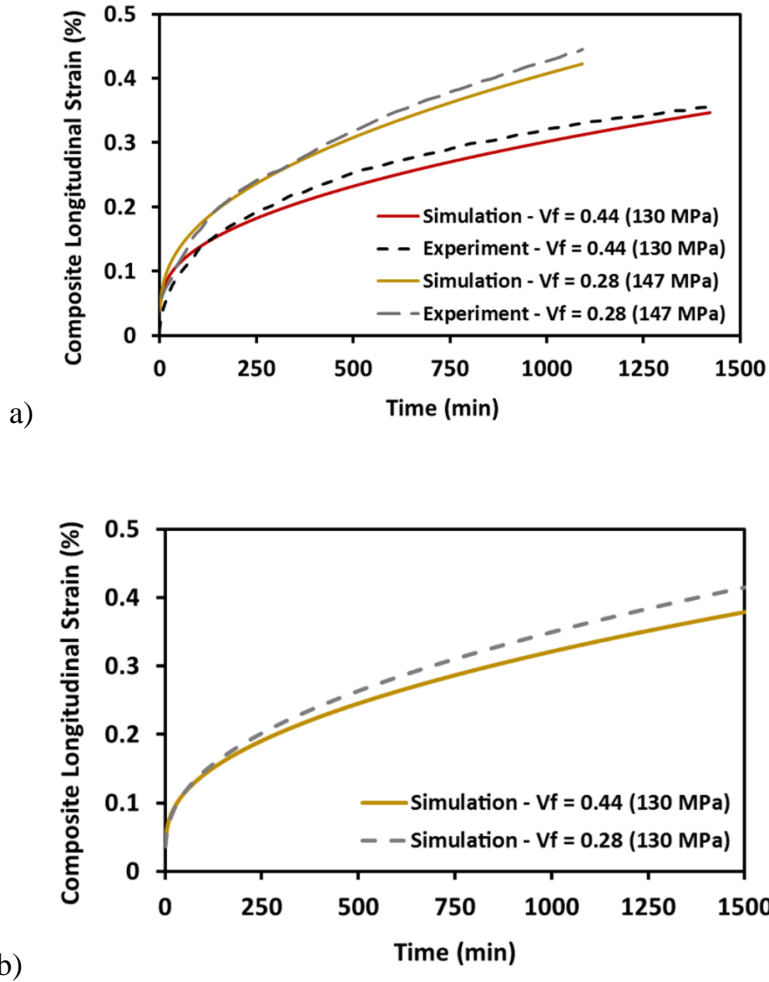 0.5
0.4
0.3
0.2
0.1
0
Composite Longitudinal Strain (%)
Simulation - Vf = 0.44 (130 MPa)
Experiment - Vf = 0.44 (130 MPa)
Simulation - Vf = 0.28 (147 MPa)
Experiment - Vf = 0.28 (147 MPa)
0 250 500 750 1000 1250 1500
Time (min)
a)
0.5
0.4
0.3
0.2
0.1
0
Composite Longitudinal Strain (%)
Simulation - Vf = 0.44 (130 MPa)
Simulation - Vf = 0.28 (130 MPa)
0 250 500 750 1000 1250 1500
Time (min)
b)